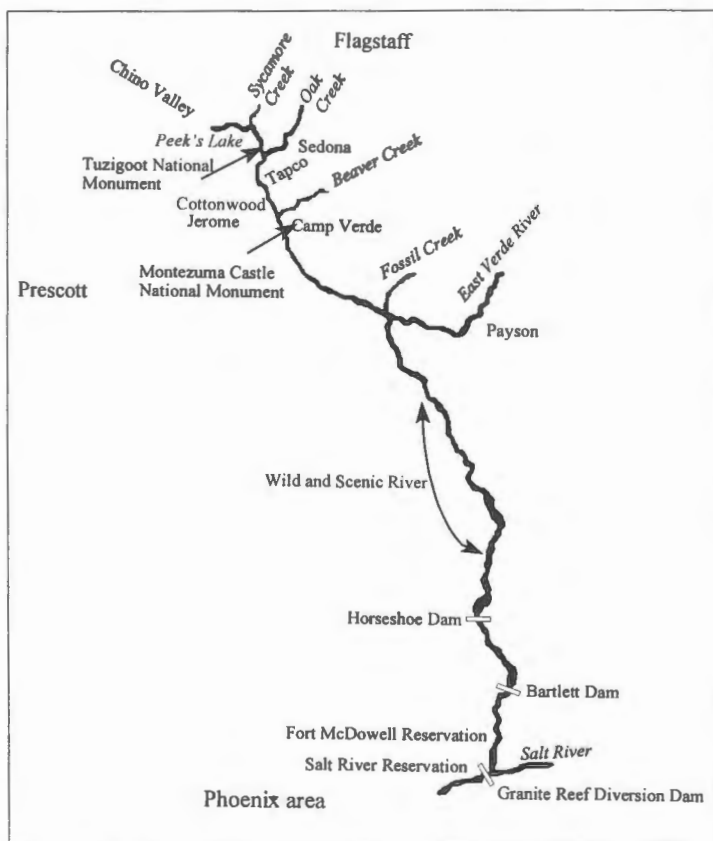 Flagstaff
Chino Valley
Sycamore
Creek
Oak
Creek
Peek's Lake
Sedona
Tuzigoot National
Monument
Tapco
Beaver Creek
Cottonwood
Jerome
Camp Verde
Montezuma Castle
National Monument
Fossil Creek
East Verde River
Prescott
Payson
Wild and Scenic River
Horseshoe Dam
Bartlett Dam
Fort McDowell Reservation
Salt River
Salt River Reservation
Granite Reef Diversion Dam
Phoenix area